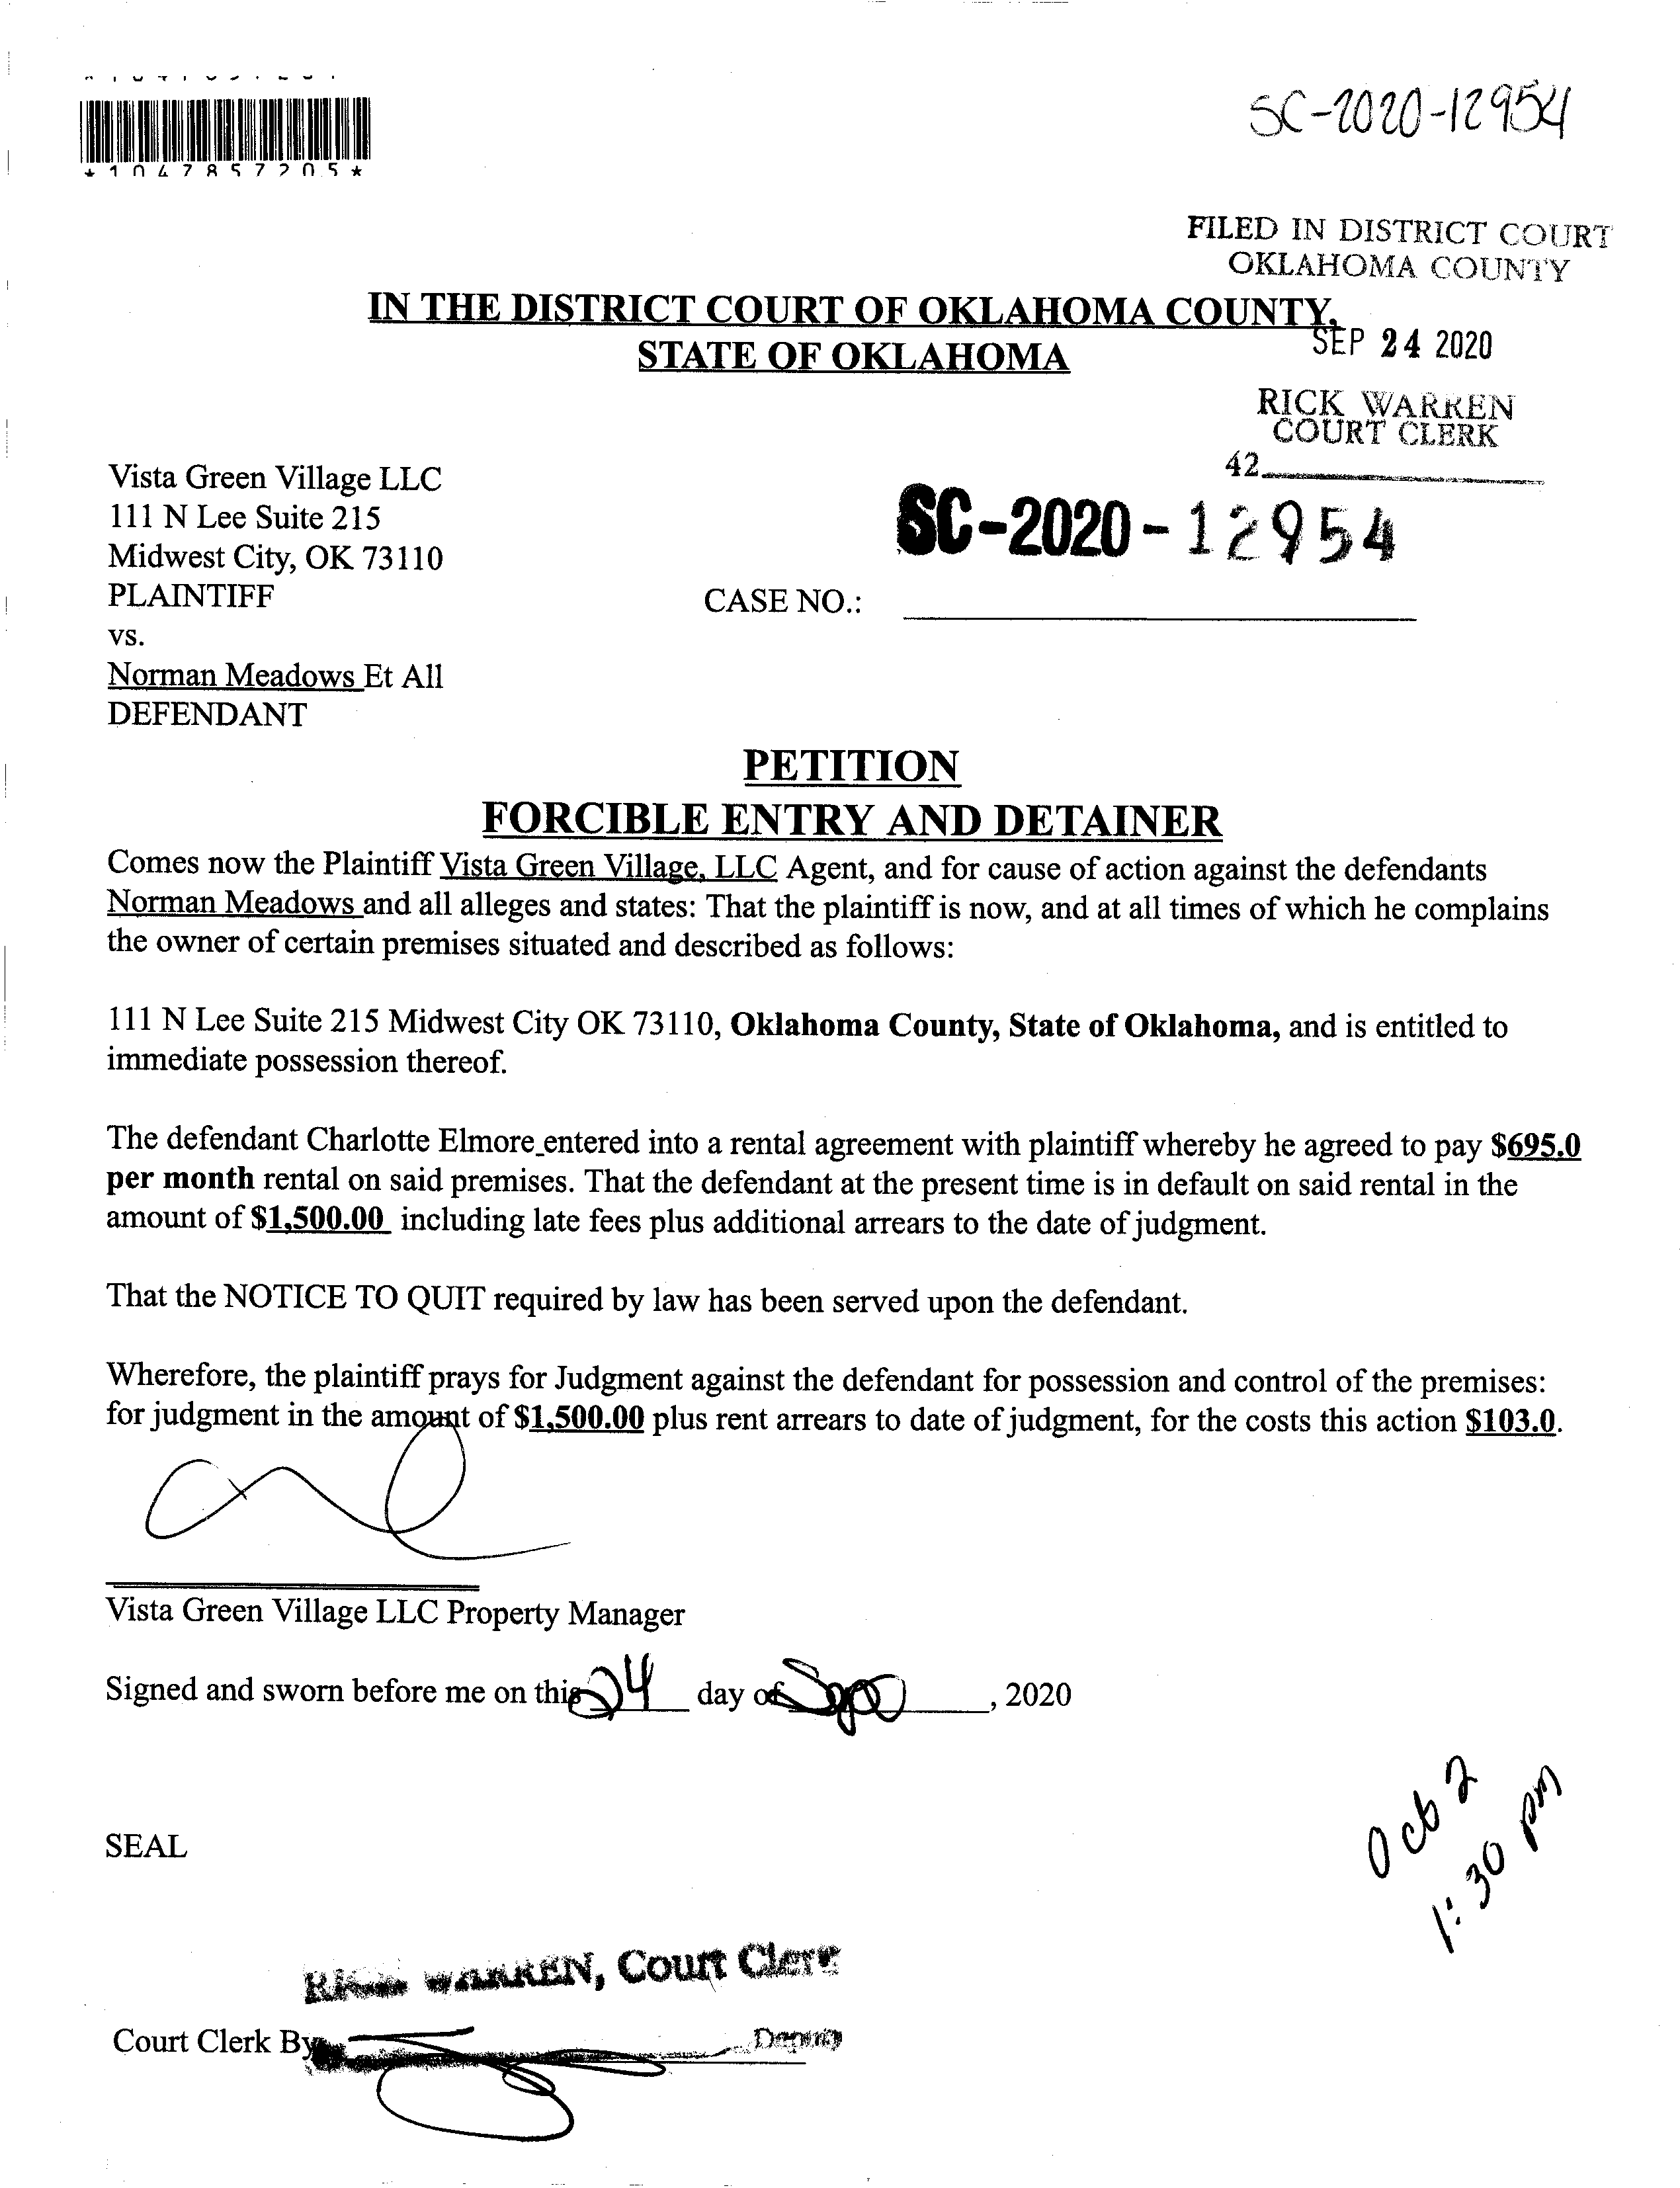 *1047857205*
SC-2020-12954
FILED IN DISTRICT COURT
OKLAHOMA COUNTY
IN THE DISTRICT COURT OF OKLAHOMA COUNTY,
STATE OF OKLAHOMA
SEP 24 2020
RICK WARREN
COURT CLERK
42
Vista Green Village LLC
111 N Lee Suite 215
Midwest City, OK 73110
PLAINTIFF
SC-2020-12954
CASE NO.:
vs.
Norman Meadows Et All
DEFENDANT
PETITION
FORCIBLE ENTRY AND DETAINER
Comes now the Plaintiff Vista Green Village, LLC Agent, and for cause of action against the defendants
Norman Meadows and all alleges and states: That the plaintiff is now, and at all times of which he complains
the owner of certain premises situated and described as follows:
111 N Lee Suite 215 Midwest City OK 73110, Oklahoma County, State of Oklahoma, and is entitled to
immediate possession thereof.
The defendant Charlotte Elmore entered into a rental agreement with plaintiff whereby he agreed to pay $695.0
per month rental on said premises. That the defendant at the present time is in default on said rental in the
amount of $1,500.00 including late fees plus additional arrears to the date of judgment.
That the NOTICE TO QUIT required by law has been served upon the defendant.
Wherefore, the plaintiff prays for Judgment against the defendant for possession and control of the premises:
for judgment in the amount of $1,500.00 plus rent arrears to date of judgment, for the costs this action $103.0.
Vista Green Village LLC Property Manager
Signed and sworn before me on this 24 day of Sep, 2020
Oct 2
1:30 pm
SEAL
RICK WARREN, Court Clerk
Court Clerk By Deputy